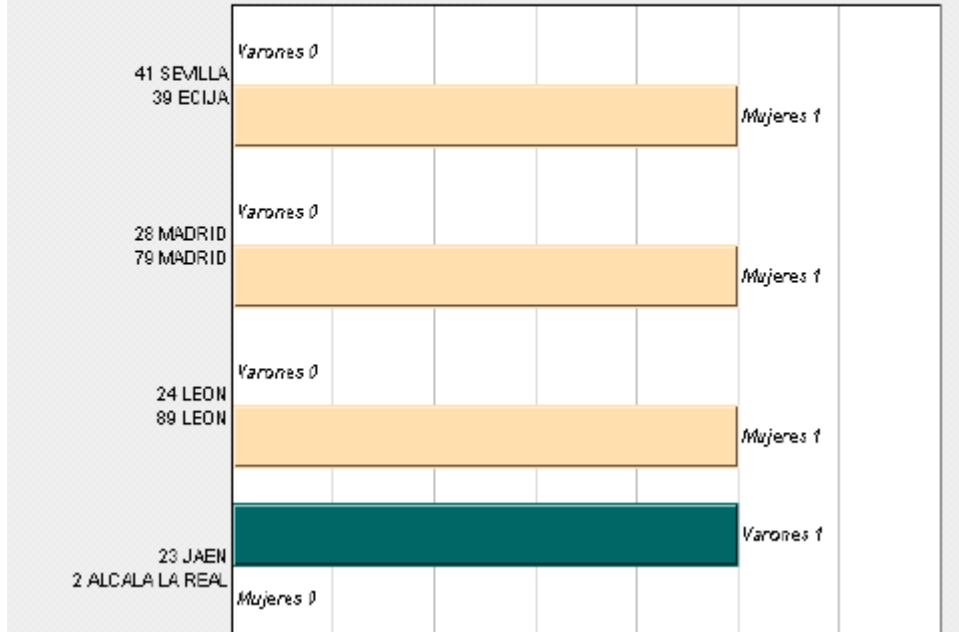 Varones 0
41 SEVILLA
39 ECIJA
Mujeres 1
Varones 0
28 MADRID
79 MADRID
Mujeres 1
Varones 0
24 LEON
89 LEON
Mujeres 1
Varones 1
23 JAEN
2 ALCALA LA REAL
Mujeres 0